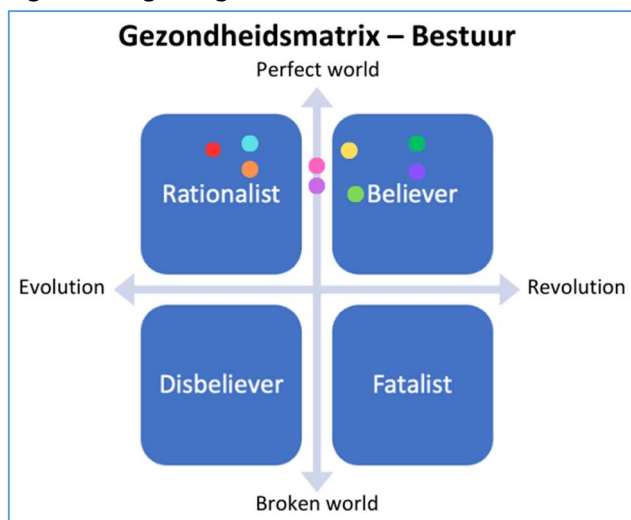 Gezondheidsmatrix – Bestuur
Perfect world
Rationalist
Believer
Evolution
Revolution
Disbeliever
Fatalist
Broken world